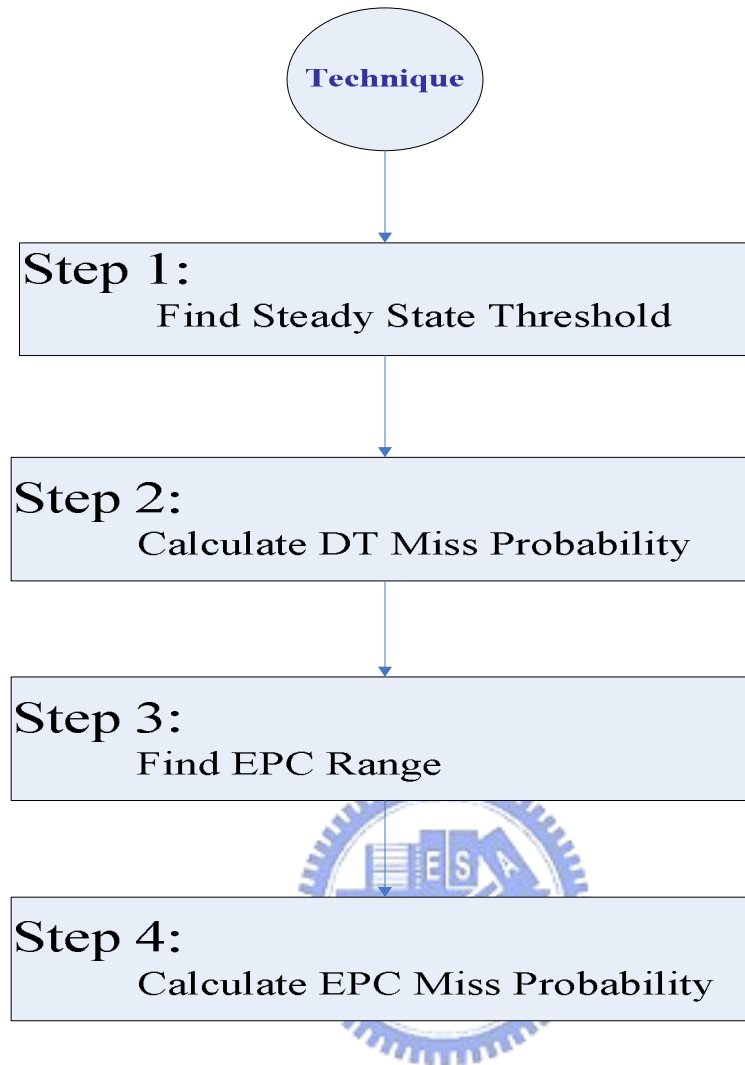 Technique
Step 1:
Find Steady State Threshold
Step 2:
Calculate DT Miss Probability
Step 3:
Find EPC Range
ESA
Step 4:
Calculate EPC Miss Probability